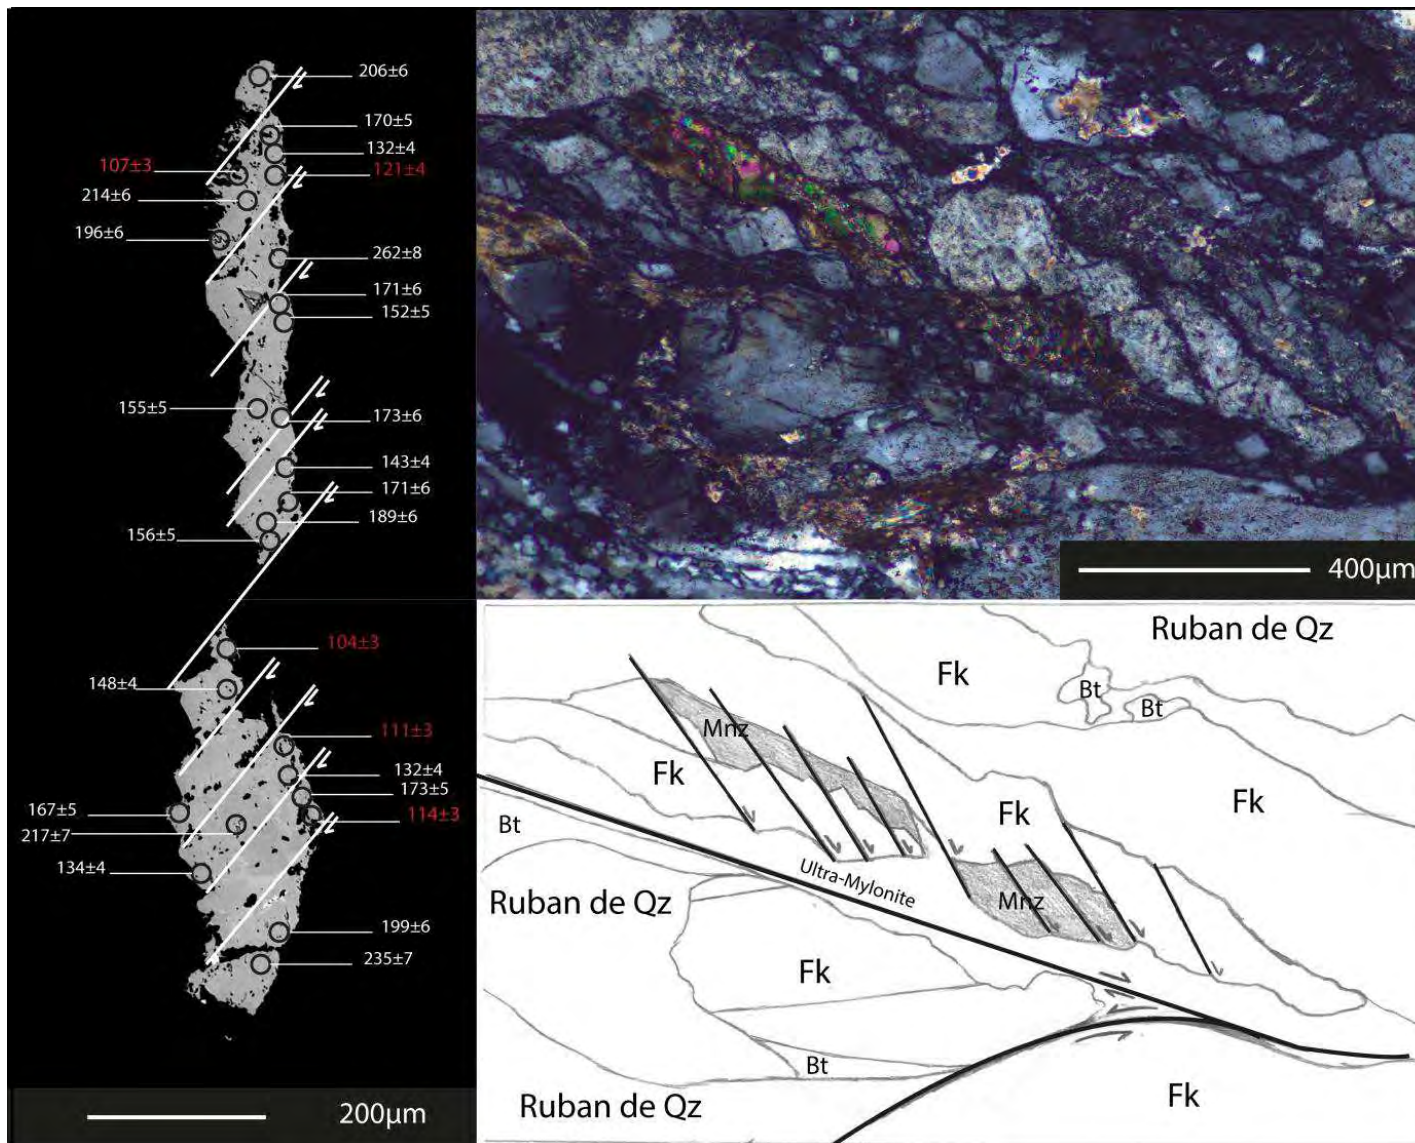 206±6
170±5
132±4
107±3
121±4
214±6
196±6
262±8
171±6
152±5
155±5
173±6
143±4
171±6
189±6
156±5
104±3
148±4
111±3
132±4
173±5
167±5
114±3
217±7
134±4
199±6
235±7
200µm
400µm
Ruban de Qz
Fk
Bt
Bt
Mnz
Fk
Fk
Fk
Bt
Ultra-Mylonite
Mnz
Ruban de Qz
Fk
Bt
Ruban de Qz
Fk